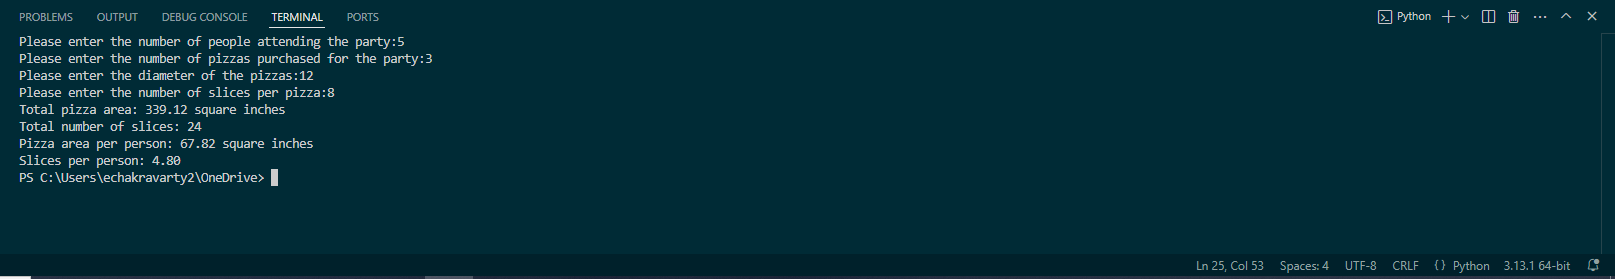 PROBLEMS OUTPUT DEBUG CONSOLE TERMINAL PORTS Python
Please enter the number of people attending the party:5
Please enter the number of pizzas purchased for the party:3
Please enter the diameter of the pizzas:12
Please enter the number of slices per pizza:8
Total pizza area: 339.12 square inches
Total number of slices: 24
Pizza area per person: 67.82 square inches
Slices per person: 4.80
PS C:\Users\echakravarty2\OneDrive>
Ln 25, Col 53 Spaces: 4 UTF-8 CRLF {} Python 3.13.1 64-bit